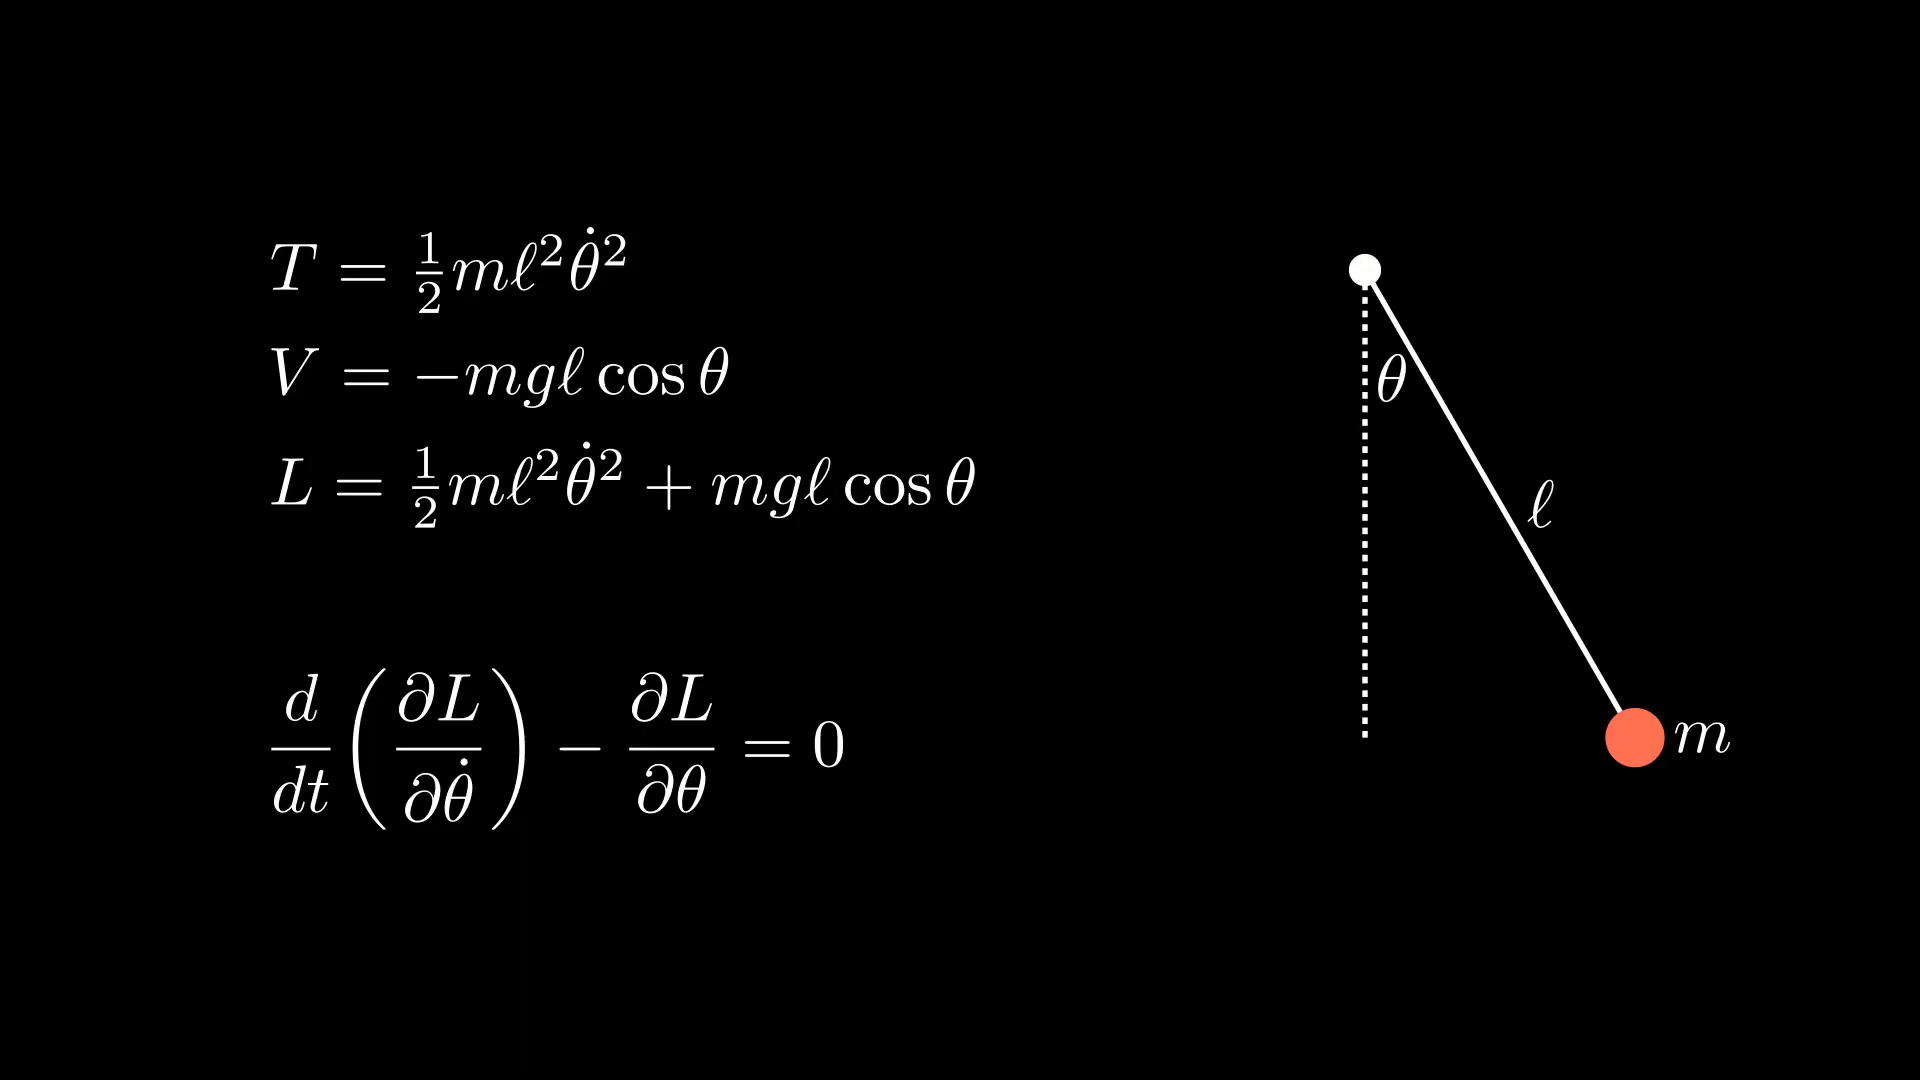 T = ½mℓ²θ̇²
V = −mgℓ cos θ
L = ½mℓ²θ̇² + mgℓ cos θ
d/dt (∂L/∂θ̇) − ∂L/∂θ = 0
θ
ℓ
m